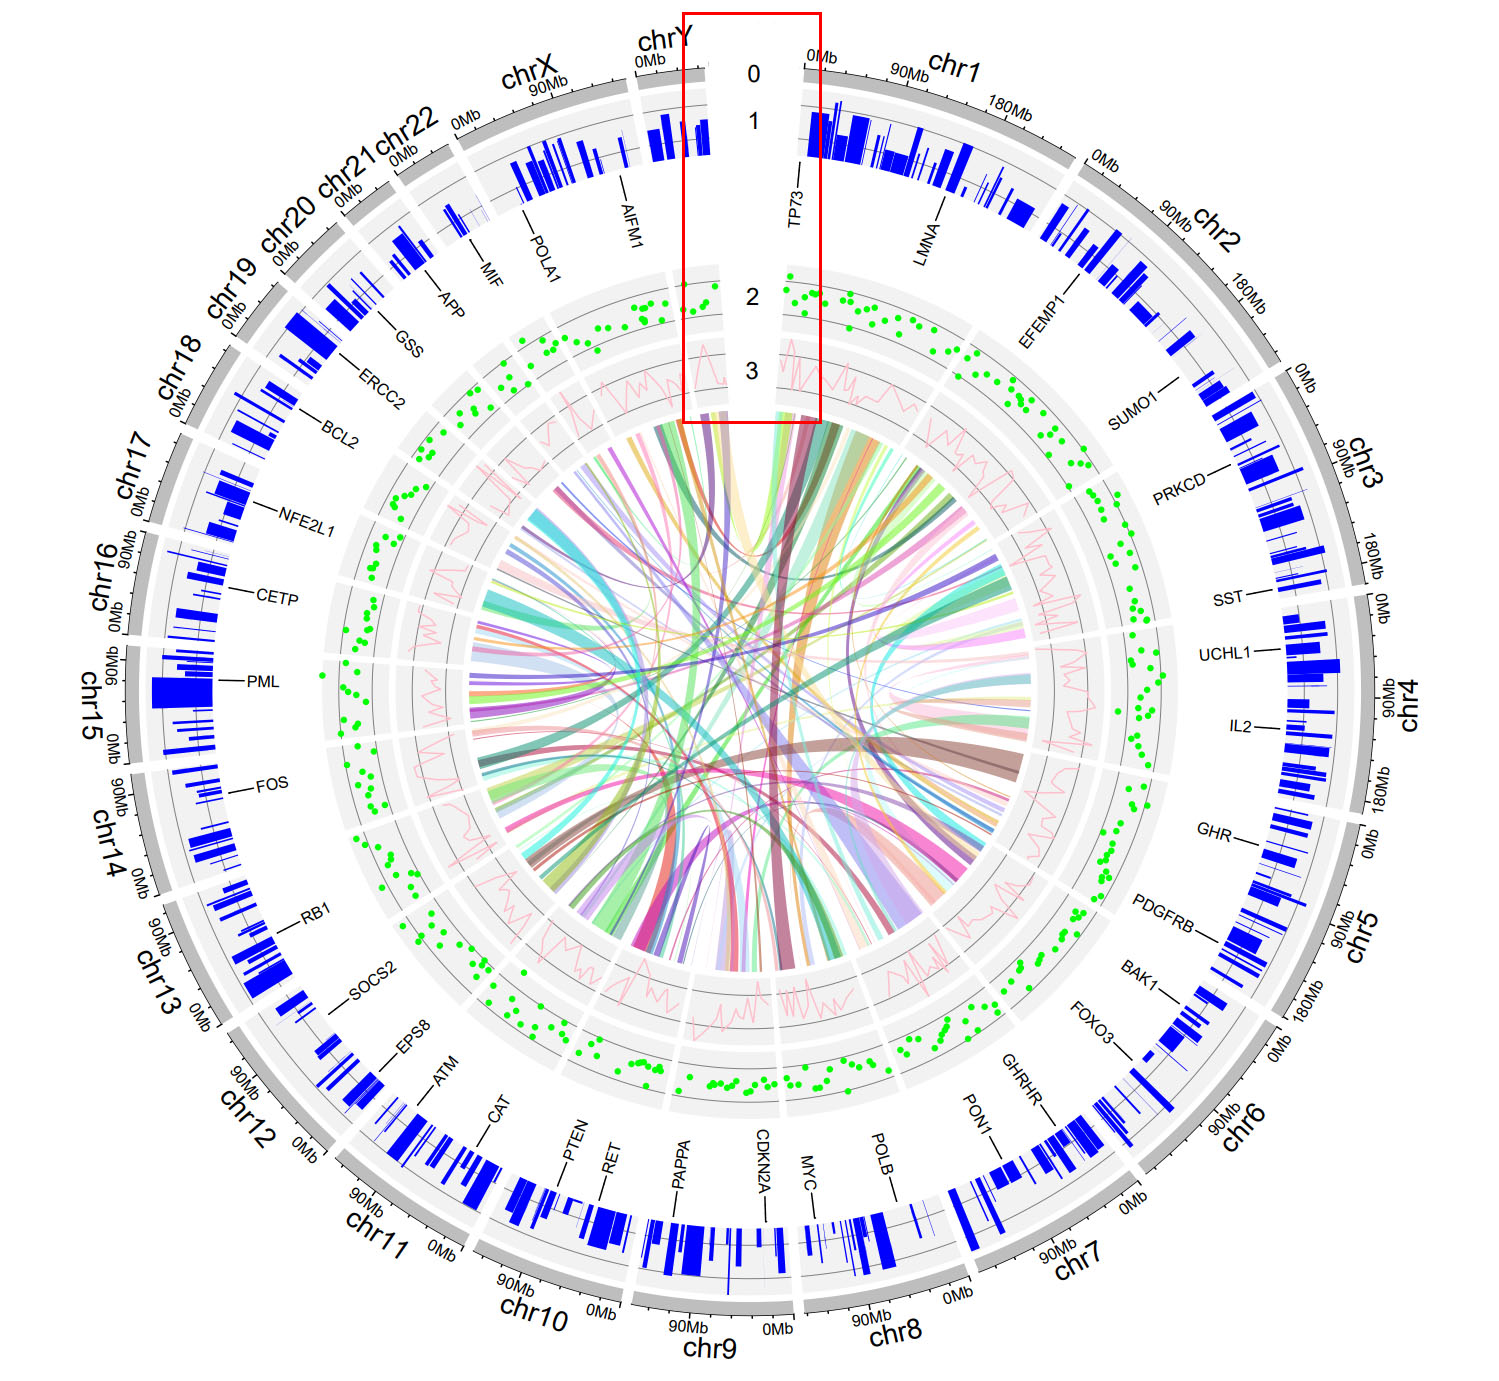 0
1
2
3
chr1
0Mb
90Mb
180Mb
chr2
0Mb
90Mb
180Mb
chr3
0Mb
90Mb
180Mb
chr4
0Mb
90Mb
180Mb
chr5
0Mb
90Mb
180Mb
chr6
0Mb
90Mb
chr7
0Mb
90Mb
chr8
0Mb
90Mb
chr9
0Mb
90Mb
chr10
0Mb
90Mb
chr11
0Mb
90Mb
chr12
0Mb
90Mb
chr13
0Mb
90Mb
chr14
0Mb
90Mb
chr15
0Mb
90Mb
chr16
0Mb
90Mb
chr17
0Mb
chr18
0Mb
chr19
0Mb
chr20
0Mb
chr21
0Mb
chr22
0Mb
chrX
0Mb
90Mb
chrY
0Mb
TP73
LMNA
EFEMP1
SUMO1
PRKCD
SST
UCHL1
IL2
GHR
PDGFRB
BAK1
FOXO3
GHRHR
PON1
POLB
MYC
CDKN2A
PAPPA
RET
PTEN
CAT
ATM
EPS8
SOCS2
RB1
FOS
PML
CETP
NFE2L1
BCL2
ERCC2
GSS
APP
MIF
POLA1
AIFM1